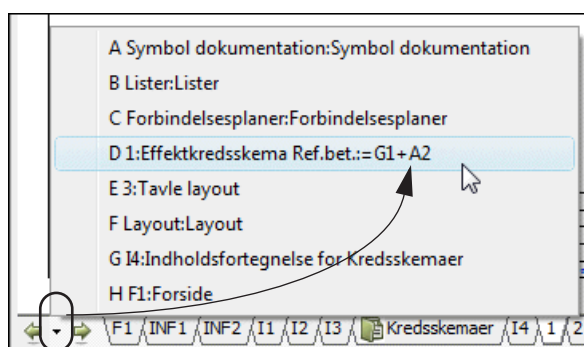 A Symbol dokumentation:Symbol dokumentation
B Lister:Lister
C Forbindelsesplaner:Forbindelsesplaner
D 1:Effektkredsskema Ref.bet.:=G1+A2
E 3:Tavle layout
F Layout:Layout
G I4:Indholdsfortegnelse for Kredsskemaer
H F1:Forside
F1 INF1 INF2 I1 I2 I3 Kredsskemaer I4 1 2